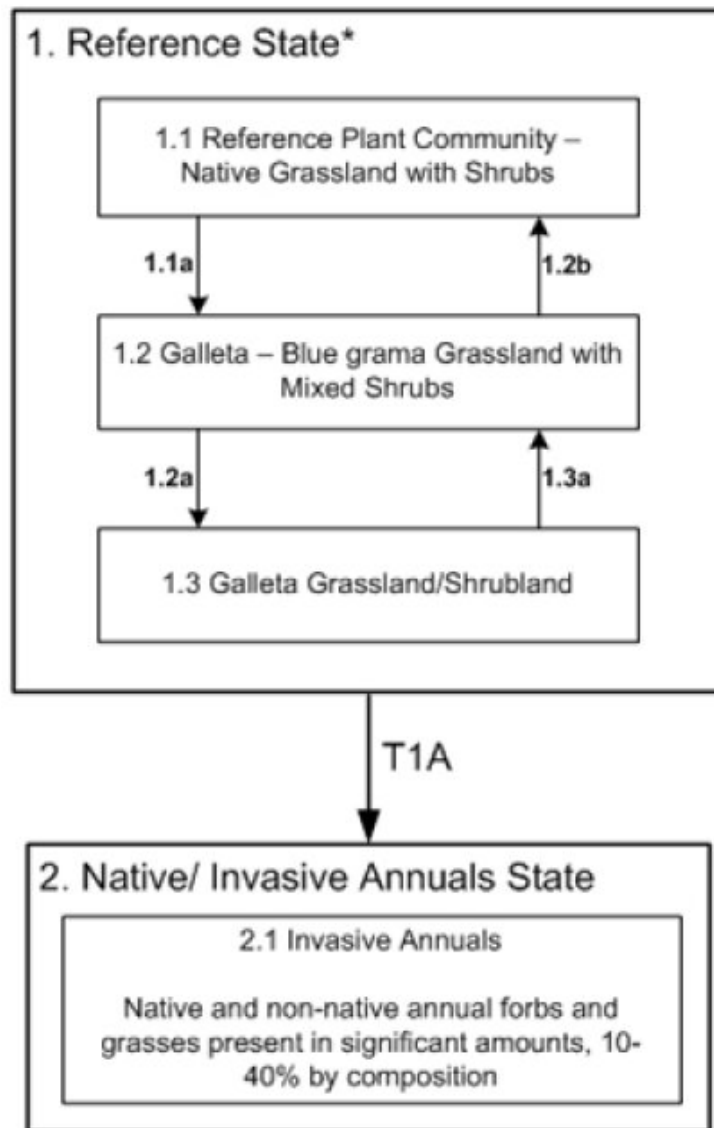 1. Reference State*
1.1 Reference Plant Community –
Native Grassland with Shrubs
1.1a
1.2b
1.2 Galleta – Blue grama Grassland with
Mixed Shrubs
1.2a
1.3a
1.3 Galleta Grassland/Shrubland
T1A
2. Native/ Invasive Annuals State
2.1 Invasive Annuals
Native and non-native annual forbs and
grasses present in significant amounts, 10-
40% by composition